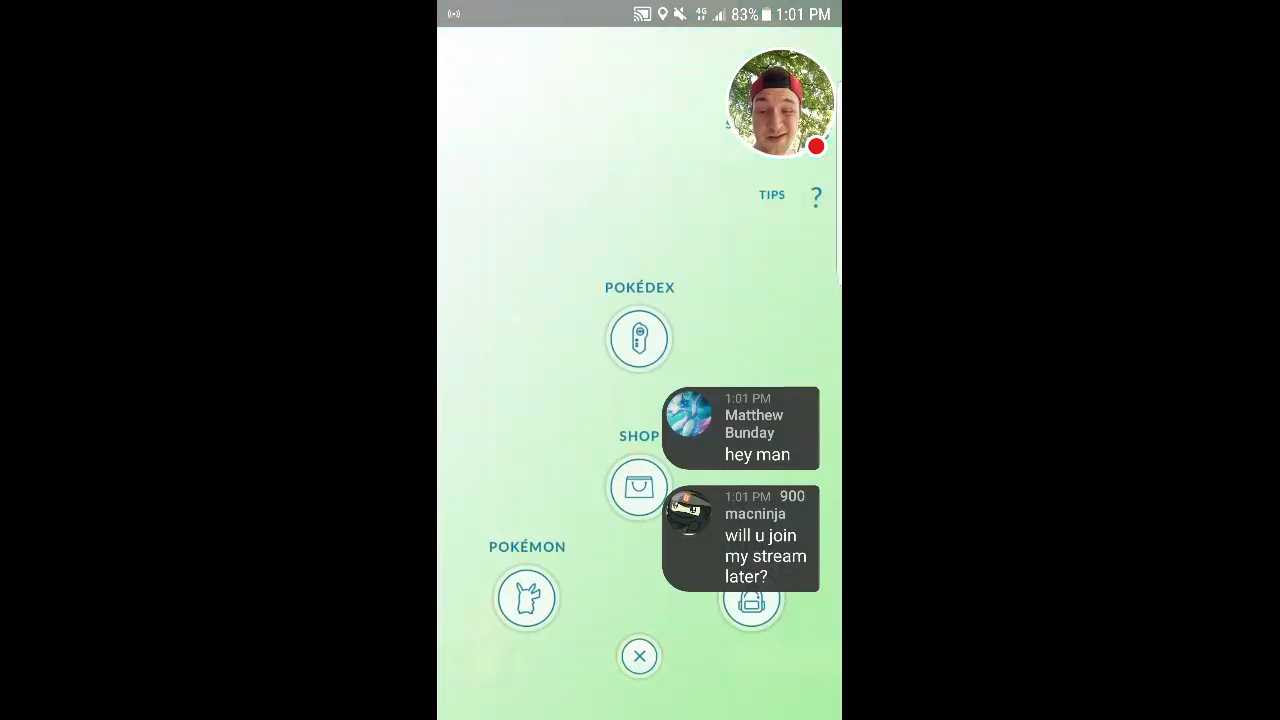 4G 83% 1:01 PM
TIPS ?
POKÉDEX
1:01 PM
Matthew
Bunday
hey man
SHOP
1:01 PM 900
macninja
will u join
my stream
later?
POKÉMON